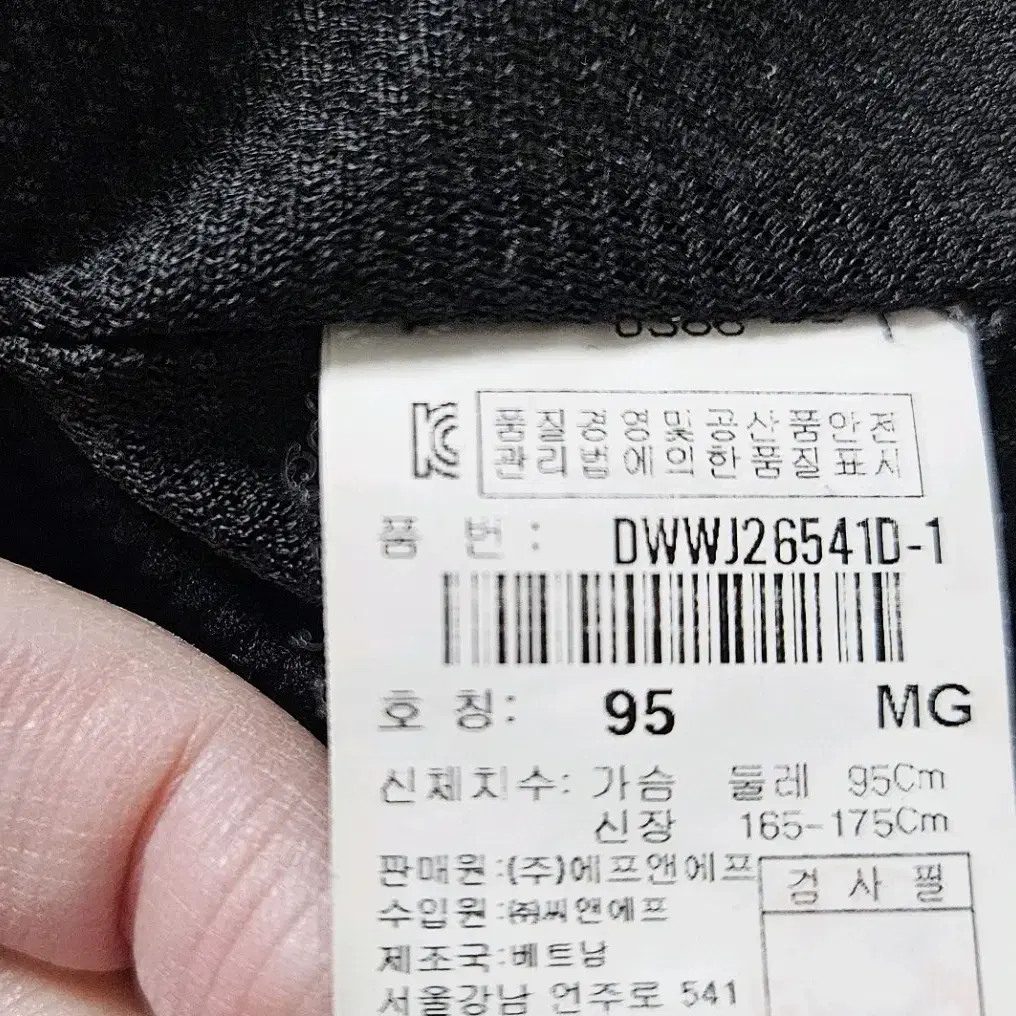 품질경영및공산품안전
관리법에의한품질표시
품 번 : DWWJ26541D-1
호 칭: 95 MG
신체치수: 가슴 둘레 95Cm
신장 165-175Cm
판매원:(주)에프앤에프
수입원:㈜씨앤에프
검 사 필
제조국:베트남
서울강남 언주로 541